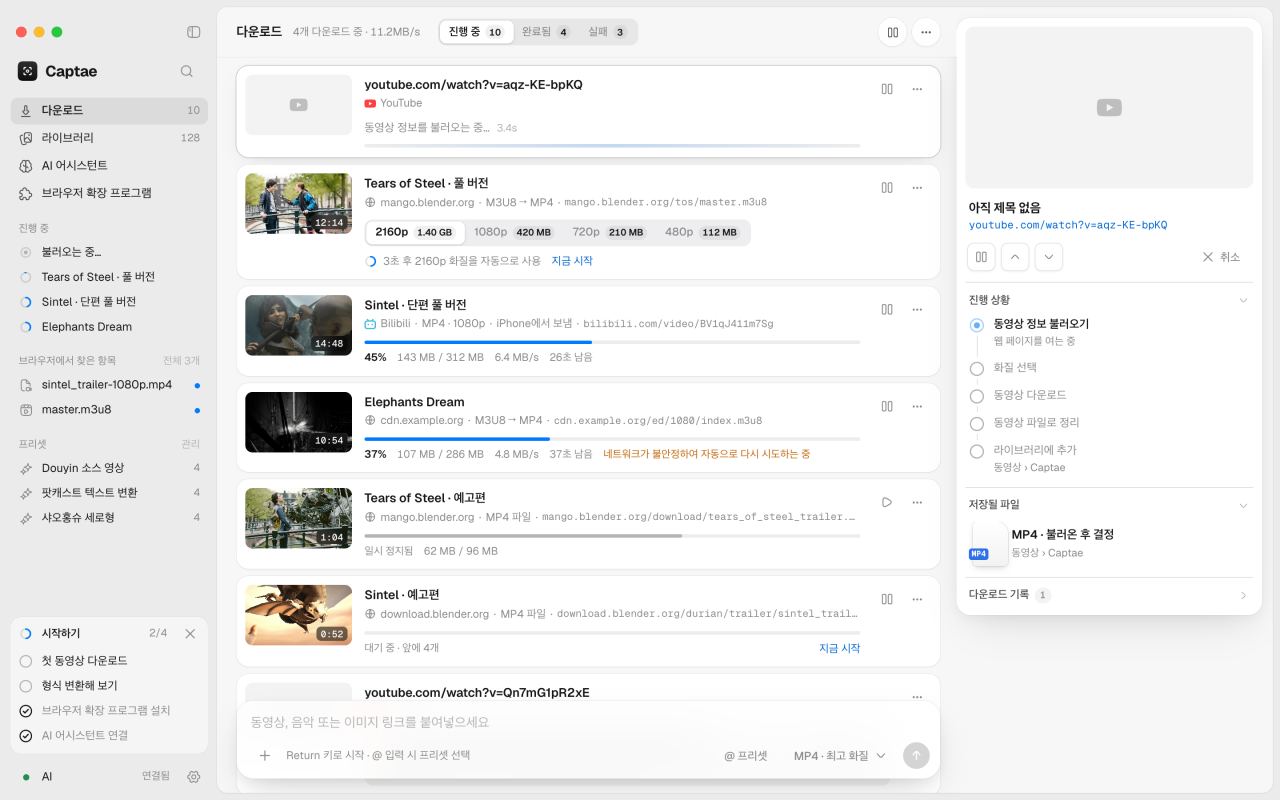 Captae
다운로드 10
라이브러리 128
AI 어시스턴트
브라우저 확장 프로그램
진행 중
불러오는 중...
Tears of Steel · 풀 버전
Sintel · 단편 풀 버전
Elephants Dream
브라우저에서 찾은 항목 전체 3개
sintel_trailer-1080p.mp4
master.m3u8
프리셋 관리
Douyin 소스 영상 4
팟캐스트 텍스트 변환 4
샤오홍슈 세로형 4
시작하기 2/4
첫 동영상 다운로드
형식 변환해 보기
브라우저 확장 프로그램 설치
AI 어시스턴트 연결
AI 연결됨
다운로드 4개 다운로드 중 · 11.2MB/s 진행 중 10 완료됨 4 실패 3
youtube.com/watch?v=aqz-KE-bpKQ
YouTube
동영상 정보를 불러오는 중... 3.4s
Tears of Steel · 풀 버전
mango.blender.org · M3U8 → MP4 · mango.blender.org/tos/master.m3u8
2160p 1.40 GB 1080p 420 MB 720p 210 MB 480p 112 MB
3초 후 2160p 화질을 자동으로 사용 지금 시작
12:14
Sintel · 단편 풀 버전
Bilibili · MP4 · 1080p · iPhone에서 보냄 · bilibili.com/video/BV1qJ411m7Sg
14:48
45% 143 MB / 312 MB 6.4 MB/s 26초 남음
Elephants Dream
cdn.example.org · M3U8 → MP4 · cdn.example.org/ed/1080/index.m3u8
10:54
37% 107 MB / 286 MB 4.8 MB/s 37초 남음 네트워크가 불안정하여 자동으로 다시 시도하는 중
Tears of Steel · 예고편
mango.blender.org · MP4 파일 · mango.blender.org/download/tears_of_steel_trailer.…
1:04
일시 정지됨 62 MB / 96 MB
Sintel · 예고편
download.blender.org · MP4 파일 · download.blender.org/durian/trailer/sintel_trail…
0:52
대기 중 · 앞에 4개 지금 시작
youtube.com/watch?v=Qn7mG1pR2xE
동영상, 음악 또는 이미지 링크를 붙여넣으세요
Return 키로 시작 · @ 입력 시 프리셋 선택 @ 프리셋 MP4 · 최고 화질
아직 제목 없음
youtube.com/watch?v=aqz-KE-bpKQ
취소
진행 상황
동영상 정보 불러오기
웹 페이지를 여는 중
화질 선택
동영상 다운로드
동영상 파일로 정리
라이브러리에 추가
동영상 › Captae
저장될 파일
MP4 · 불러온 후 결정
MP4
동영상 › Captae
다운로드 기록 1